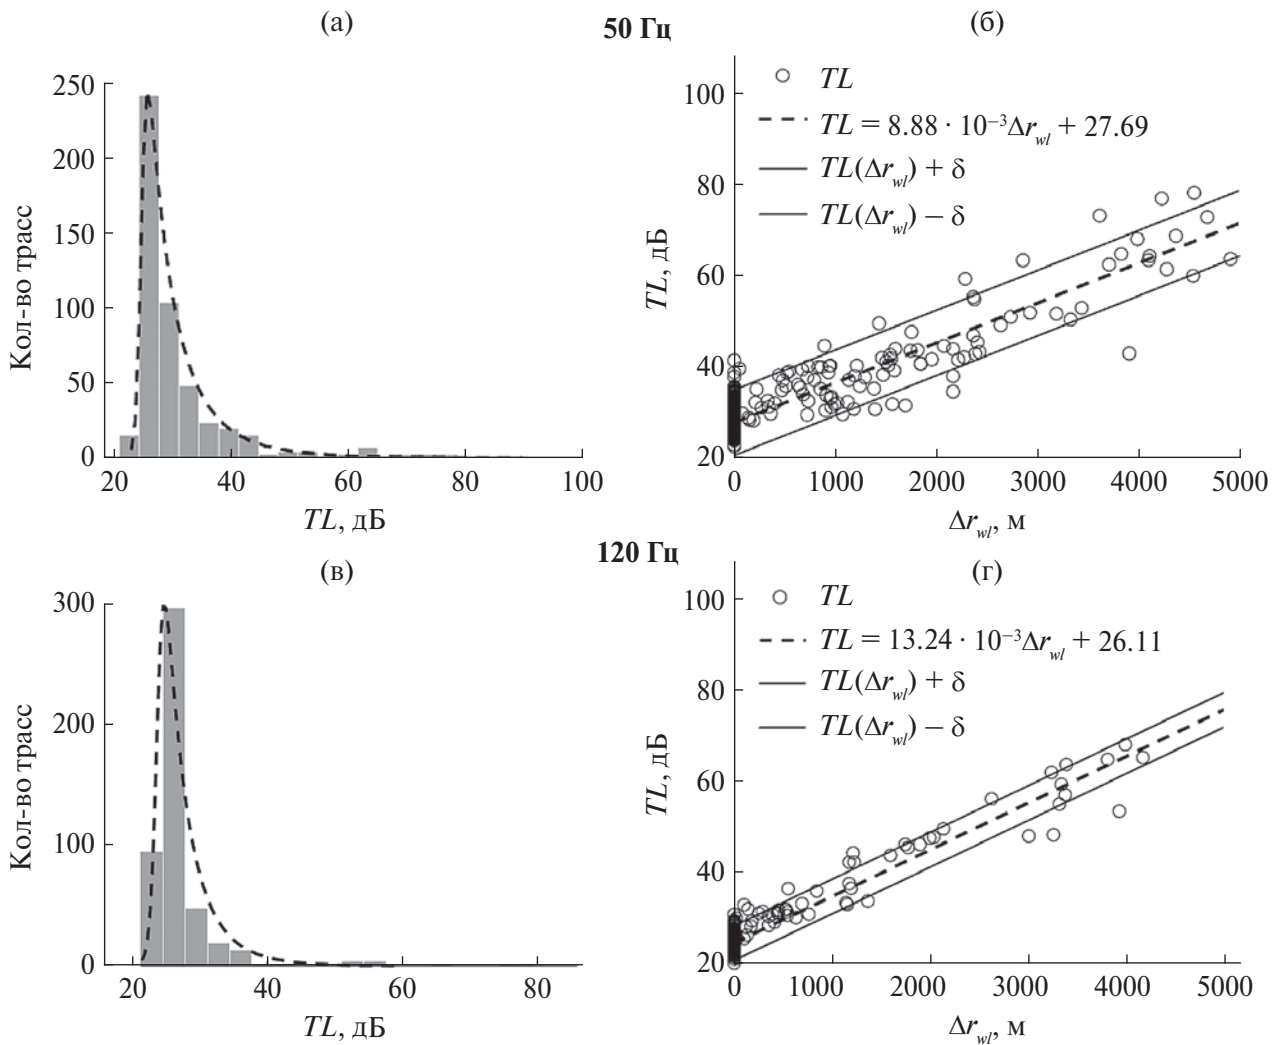 (а)
50 Гц
(б)
250
200
150
100
50
0
Кол-во трасс
20
40
60
80
100
TL, дБ
100
80
60
40
20
TL, дБ
TL
TL = 8.88 · 10⁻³Δr_wl + 27.69
TL(Δr_wl) + δ
TL(Δr_wl) – δ
0
1000
2000
3000
4000
5000
Δr_wl, м
120 Гц
(в)
(г)
300
200
100
0
Кол-во трасс
20
40
60
80
TL, дБ
100
80
60
40
20
TL, дБ
TL
TL = 13.24 · 10⁻³Δr_wl + 26.11
TL(Δr_wl) + δ
TL(Δr_wl) – δ
0
1000
2000
3000
4000
5000
Δr_wl, м